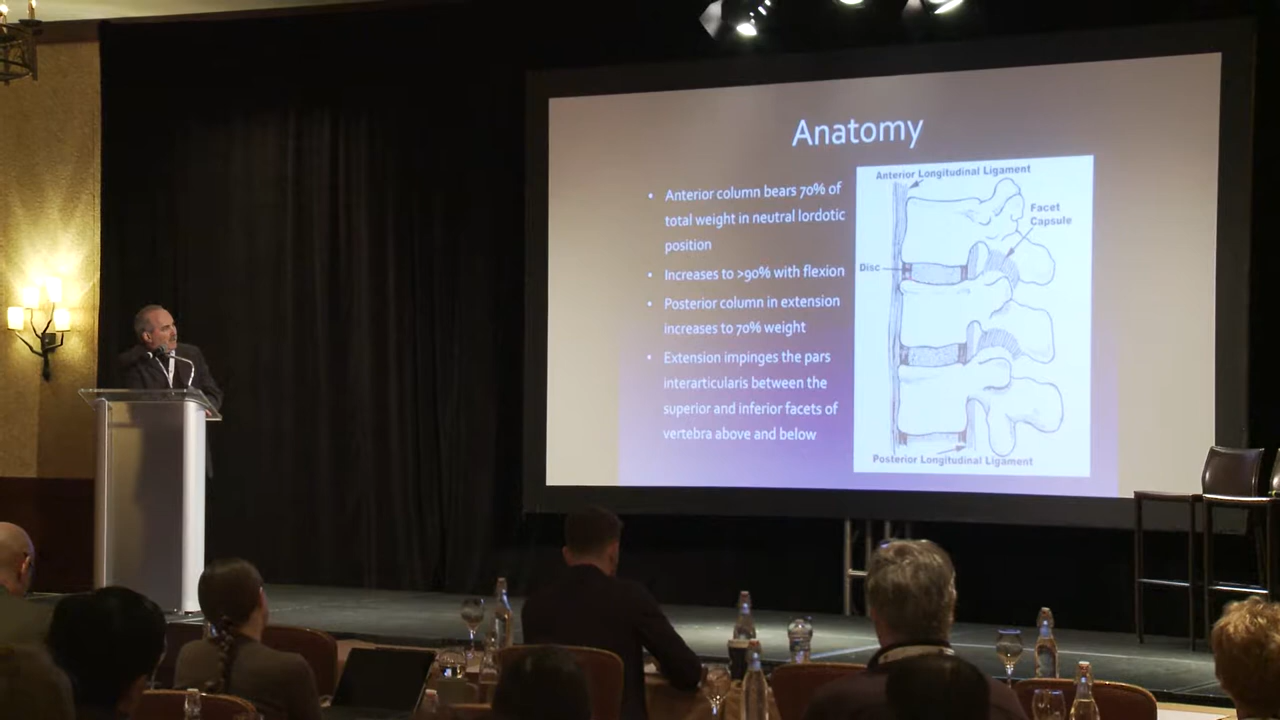 Anatomy
• Anterior column bears 70% of
total weight in neutral lordotic
position
• Increases to >90% with flexion
• Posterior column in extension
increases to 70% weight
• Extension impinges the pars
interarticularis between the
superior and inferior facets of
vertebra above and below
Anterior Longitudinal Ligament
Facet
Capsule
Disc
Posterior Longitudinal Ligament